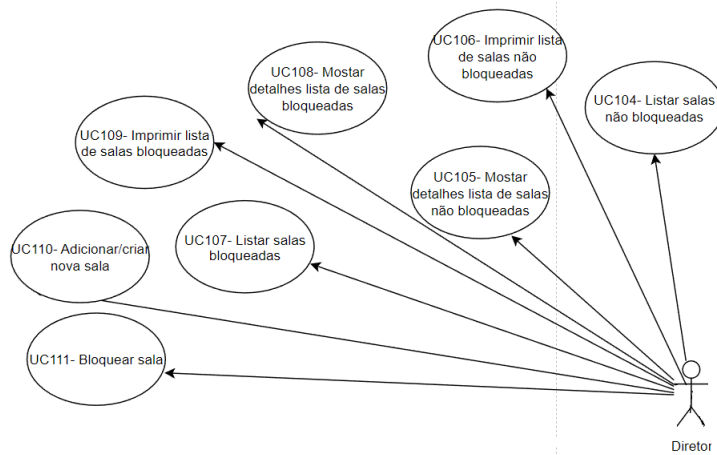 UC106- Imprimir lista
de salas não
bloqueadas
UC108- Mostar
detalhes lista de salas
bloqueadas
UC104- Listar salas
não bloqueadas
UC109- Imprimir lista
de salas bloqueadas
UC105- Mostar
detalhes lista de salas
não bloqueadas
UC107- Listar salas
bloqueadas
UC110- Adicionar/criar
nova sala
UC111- Bloquear sala
Diretor